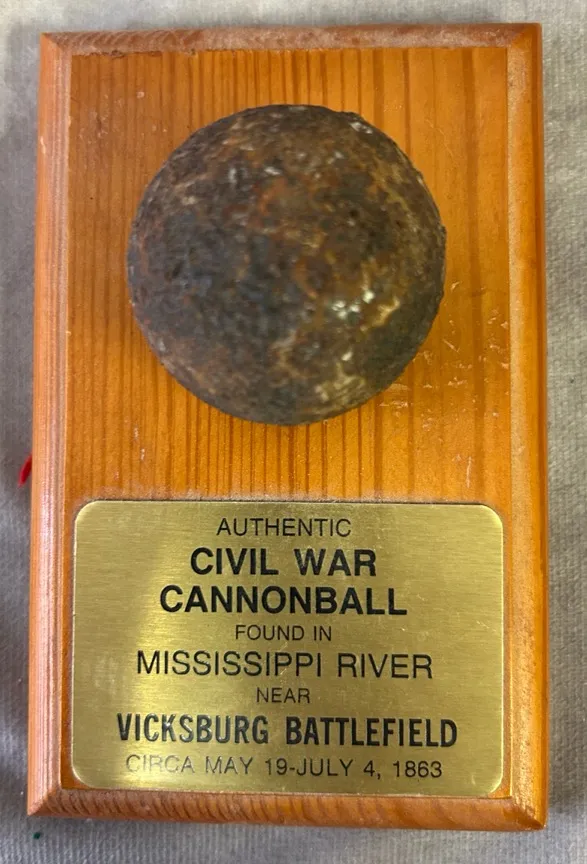 AUTHENTIC
CIVIL WAR
CANNONBALL
FOUND IN
MISSISSIPPI RIVER
NEAR
VICKSBURG BATTLEFIELD
CIRCA MAY 19-JULY 4, 1863